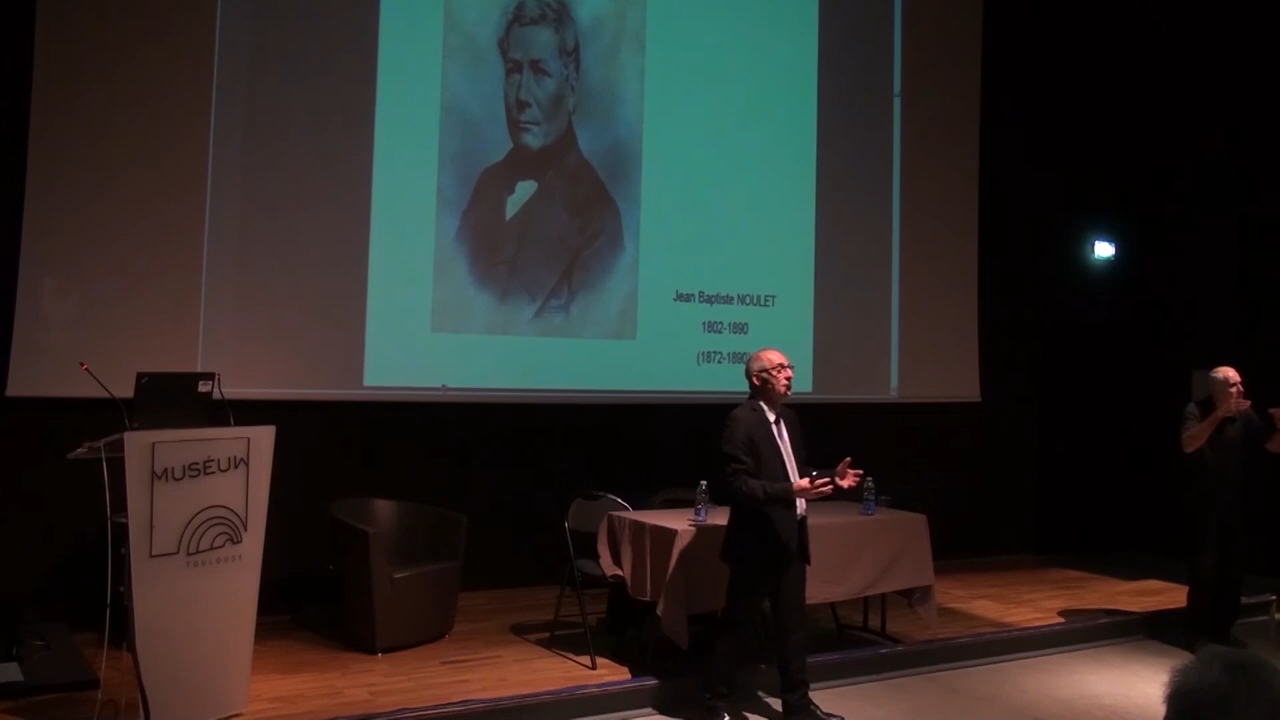 Jean Baptiste NOULET
1802-1890
(1872-1890)
MUSÉUM
TOULOUSE